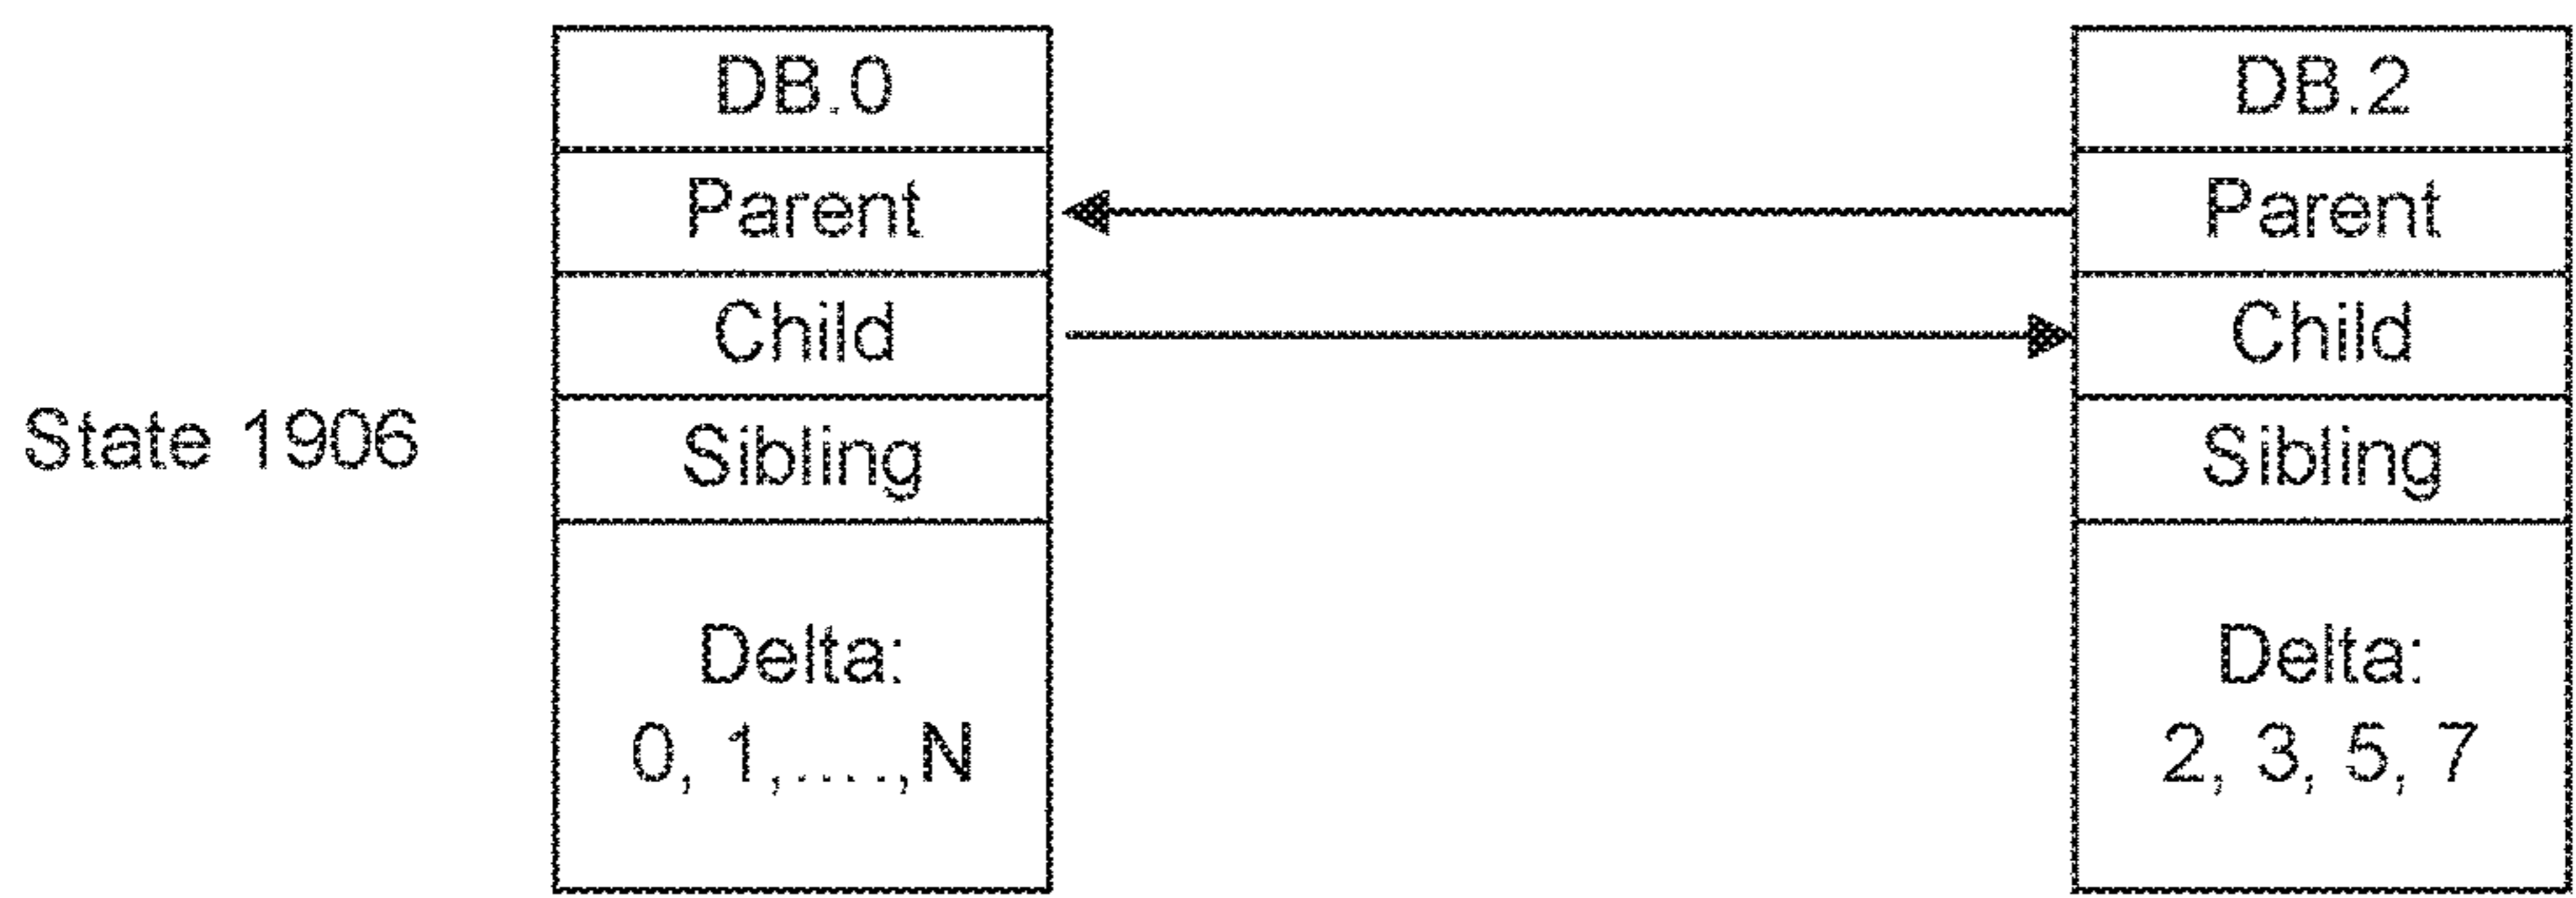 State 1906
DB.0
Parent
Child
Sibling
Delta:
0, 1,....,N
DB.2
Parent
Child
Sibling
Delta:
2, 3, 5, 7